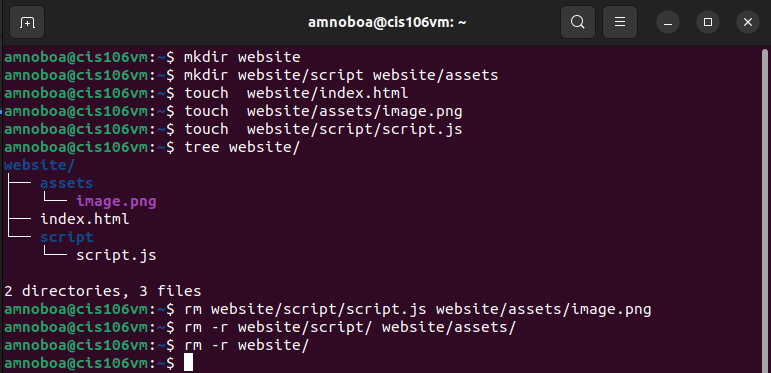 amnoboa@cis106vm: ~
amnoboa@cis106vm:~$ mkdir website
amnoboa@cis106vm:~$ mkdir website/script website/assets
amnoboa@cis106vm:~$ touch  website/index.html
amnoboa@cis106vm:~$ touch  website/assets/image.png
amnoboa@cis106vm:~$ touch  website/script/script.js
amnoboa@cis106vm:~$ tree website/
website/
├── assets
│   └── image.png
├── index.html
└── script
    └── script.js
2 directories, 3 files
amnoboa@cis106vm:~$ rm website/script/script.js website/assets/image.png
amnoboa@cis106vm:~$ rm -r website/script/ website/assets/
amnoboa@cis106vm:~$ rm -r website/
amnoboa@cis106vm:~$